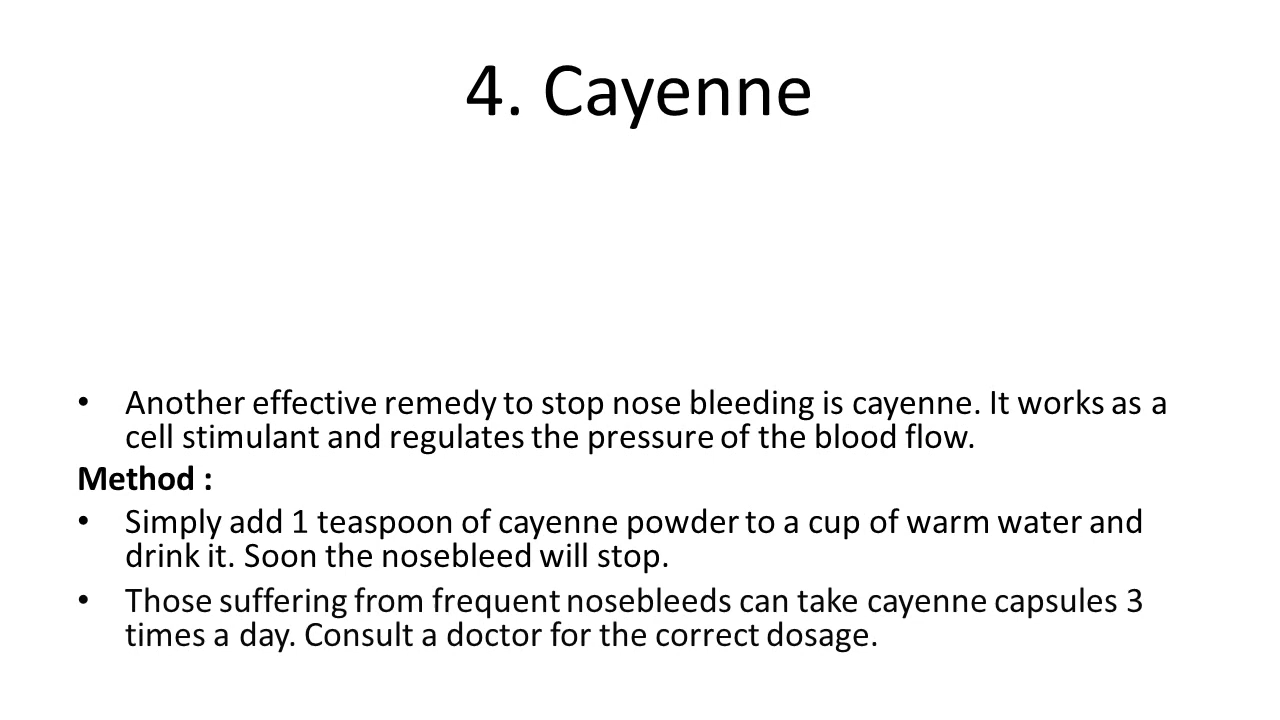 4. Cayenne
• Another effective remedy to stop nose bleeding is cayenne. It works as a
cell stimulant and regulates the pressure of the blood flow.
Method :
• Simply add 1 teaspoon of cayenne powder to a cup of warm water and
drink it. Soon the nosebleed will stop.
• Those suffering from frequent nosebleeds can take cayenne capsules 3
times a day. Consult a doctor for the correct dosage.